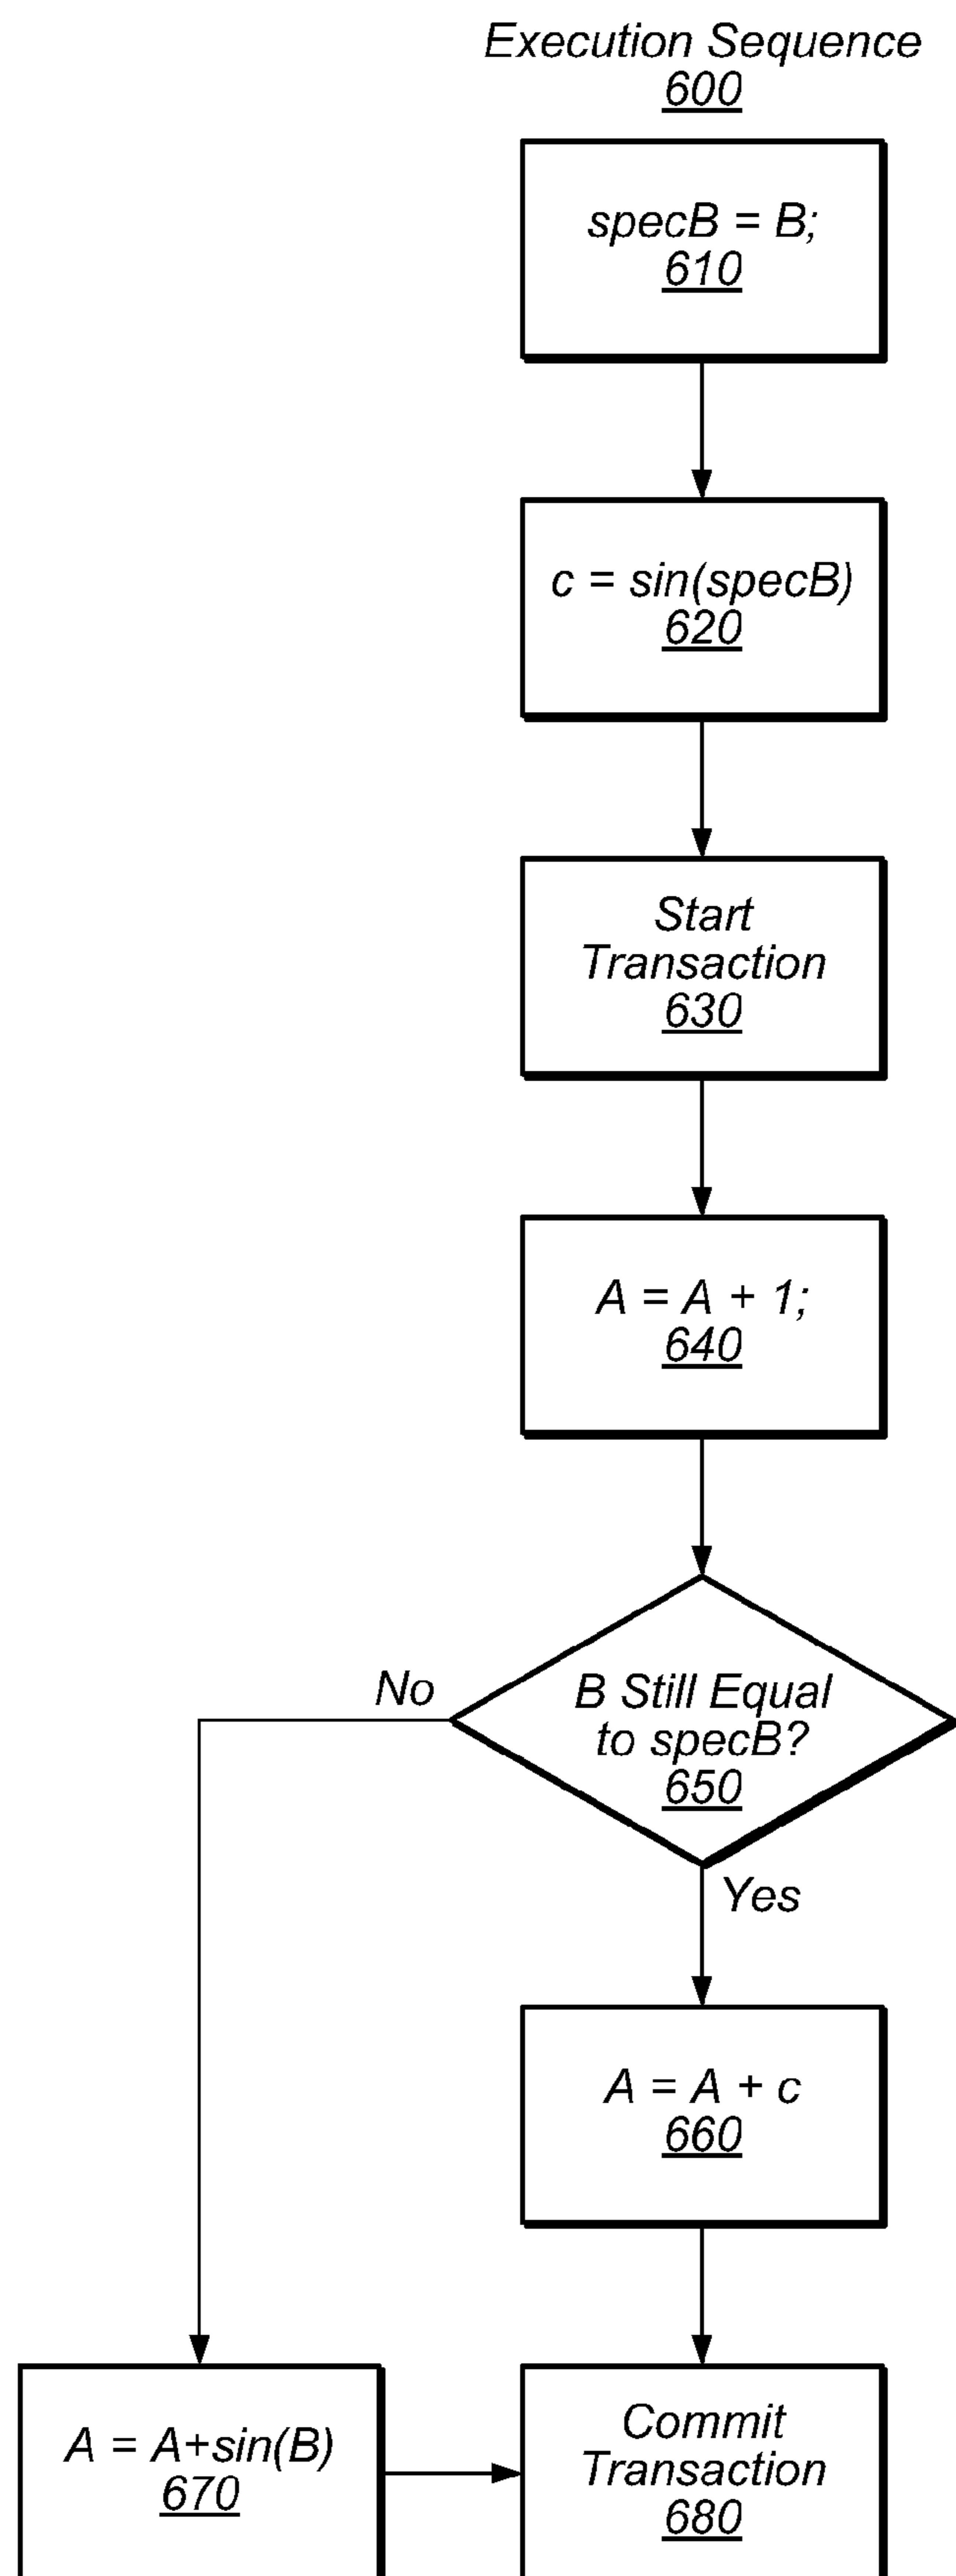 Execution Sequence
600
specB = B;
610
c = sin(specB)
620
Start
Transaction
630
A = A + 1;
640
No
B Still Equal
to specB?
650
Yes
A = A + c
660
A = A+sin(B)
670
Commit
Transaction
680